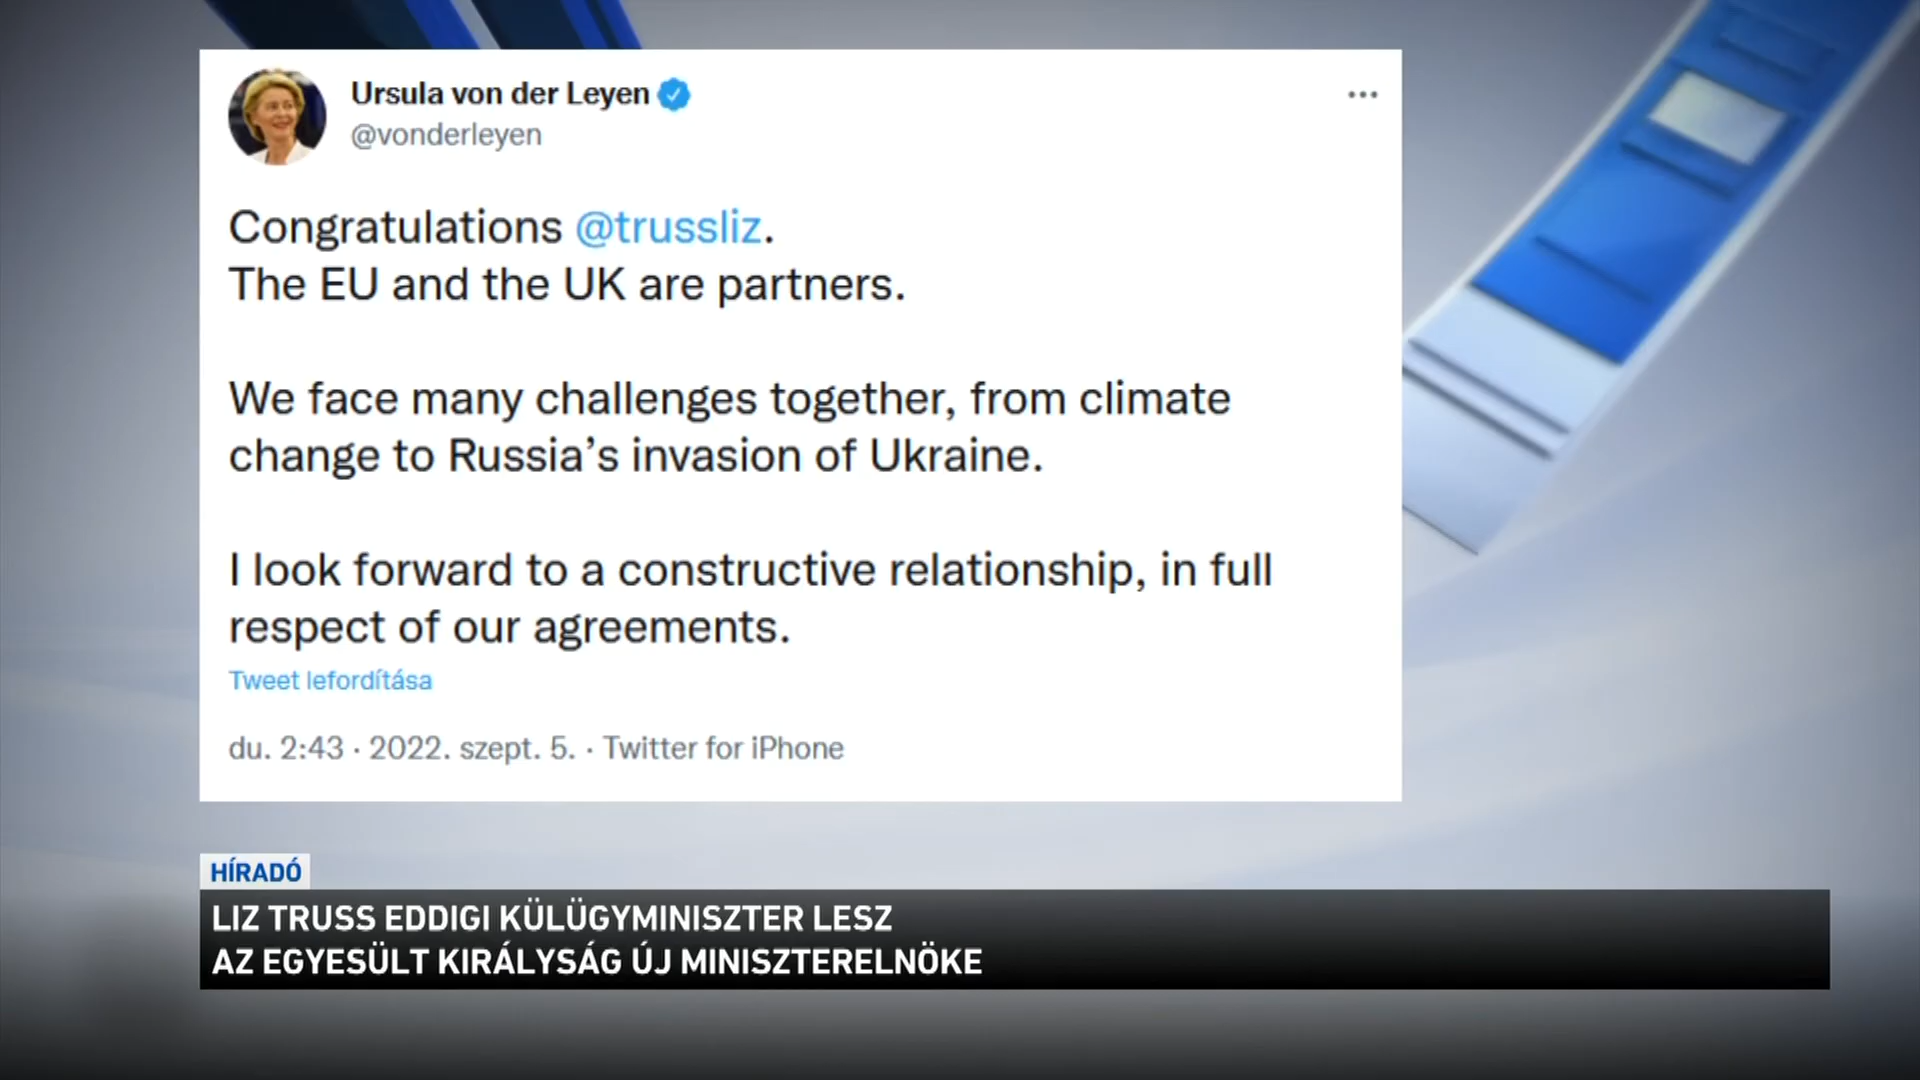 Ursula von der Leyen
@vonderleyen
Congratulations @trussliz.
The EU and the UK are partners.
We face many challenges together, from climate
change to Russia’s invasion of Ukraine.
I look forward to a constructive relationship, in full
respect of our agreements.
Tweet lefordítása
du. 2:43 · 2022. szept. 5. · Twitter for iPhone
HÍRADÓ
LIZ TRUSS EDDIGI KÜLÜGYMINISZTER LESZ
AZ EGYESÜLT KIRÁLYSÁG ÚJ MINISZTERELNÖKE